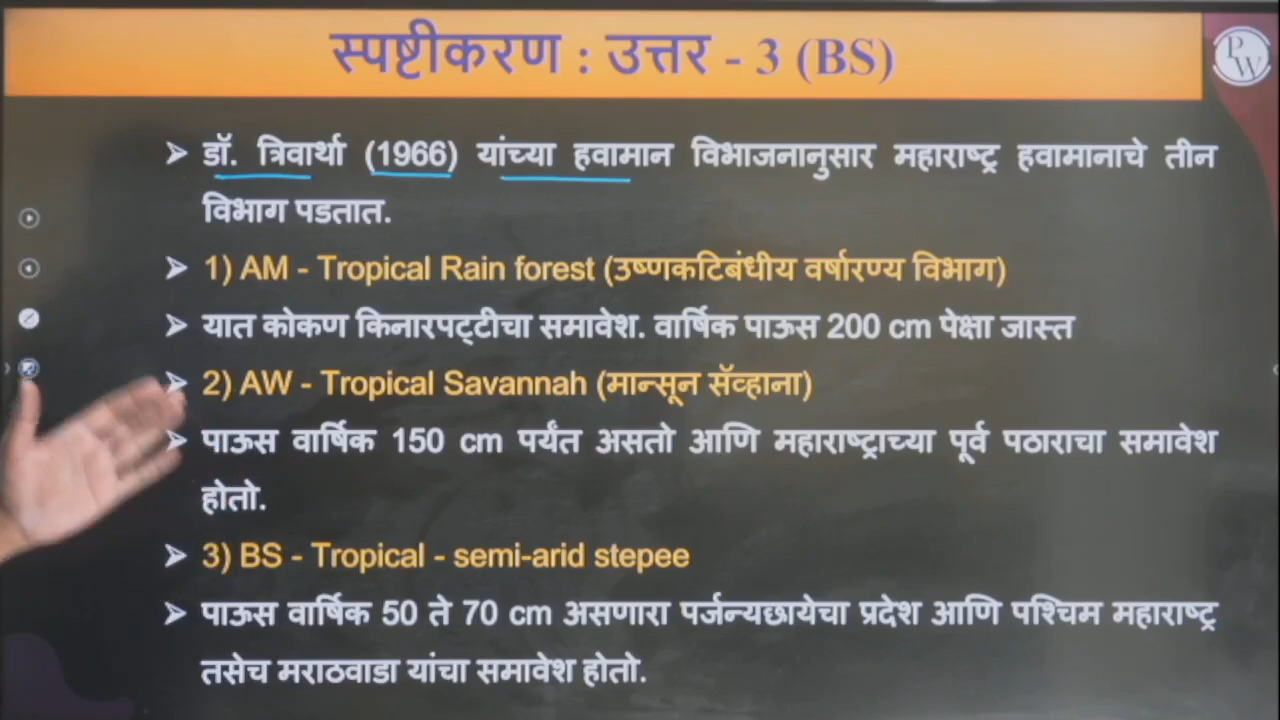 स्पष्टीकरण : उत्तर - 3 (BS)
PW
डॉ. त्रिवार्था (1966) यांच्या हवामान विभाजनानुसार महाराष्ट्र हवामानाचे तीन
विभाग पडतात.
1) AM - Tropical Rain forest (उष्णकटिबंधीय वर्षारण्य विभाग)
यात कोकण किनारपट्टीचा समावेश. वार्षिक पाऊस 200 cm पेक्षा जास्त
2) AW - Tropical Savannah (मान्सून सॅव्हाना)
पाऊस वार्षिक 150 cm पर्यंत असतो आणि महाराष्ट्राच्या पूर्व पठाराचा समावेश
होतो.
3) BS - Tropical - semi-arid stepee
पाऊस वार्षिक 50 ते 70 cm असणारा पर्जन्यछायेचा प्रदेश आणि पश्चिम महाराष्ट्र
तसेच मराठवाडा यांचा समावेश होतो.